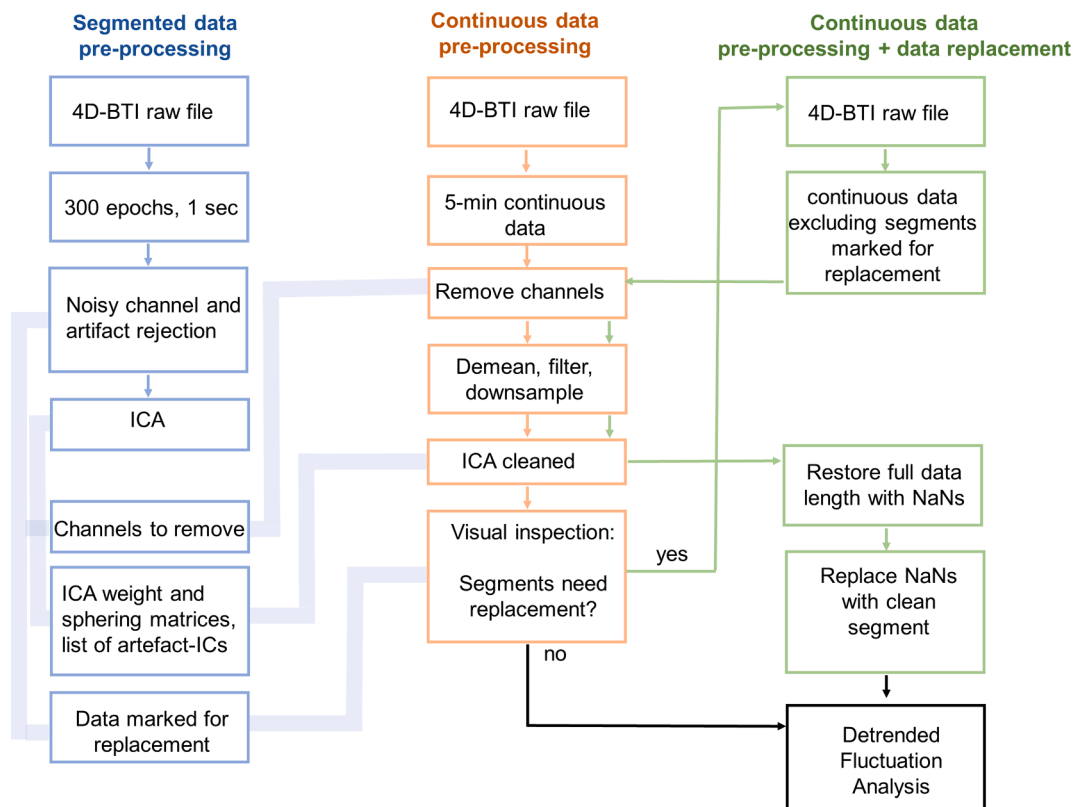 Segmented data
pre-processing
4D-BTI raw file
300 epochs, 1 sec
Noisy channel and
artifact rejection
ICA
Channels to remove
ICA weight and
sphering matrices,
list of artefact-ICs
Data marked for
replacement
Continuous data
pre-processing
4D-BTI raw file
5-min continuous
data
Remove channels
Demean, filter,
downsample
ICA cleaned
Visual inspection:
Segments need
replacement?
yes
no
Continuous data
pre-processing + data replacement
4D-BTI raw file
continuous data
excluding segments
marked for
replacement
Restore full data
length with NaNs
Replace NaNs
with clean
segment
Detrended
Fluctuation
Analysis